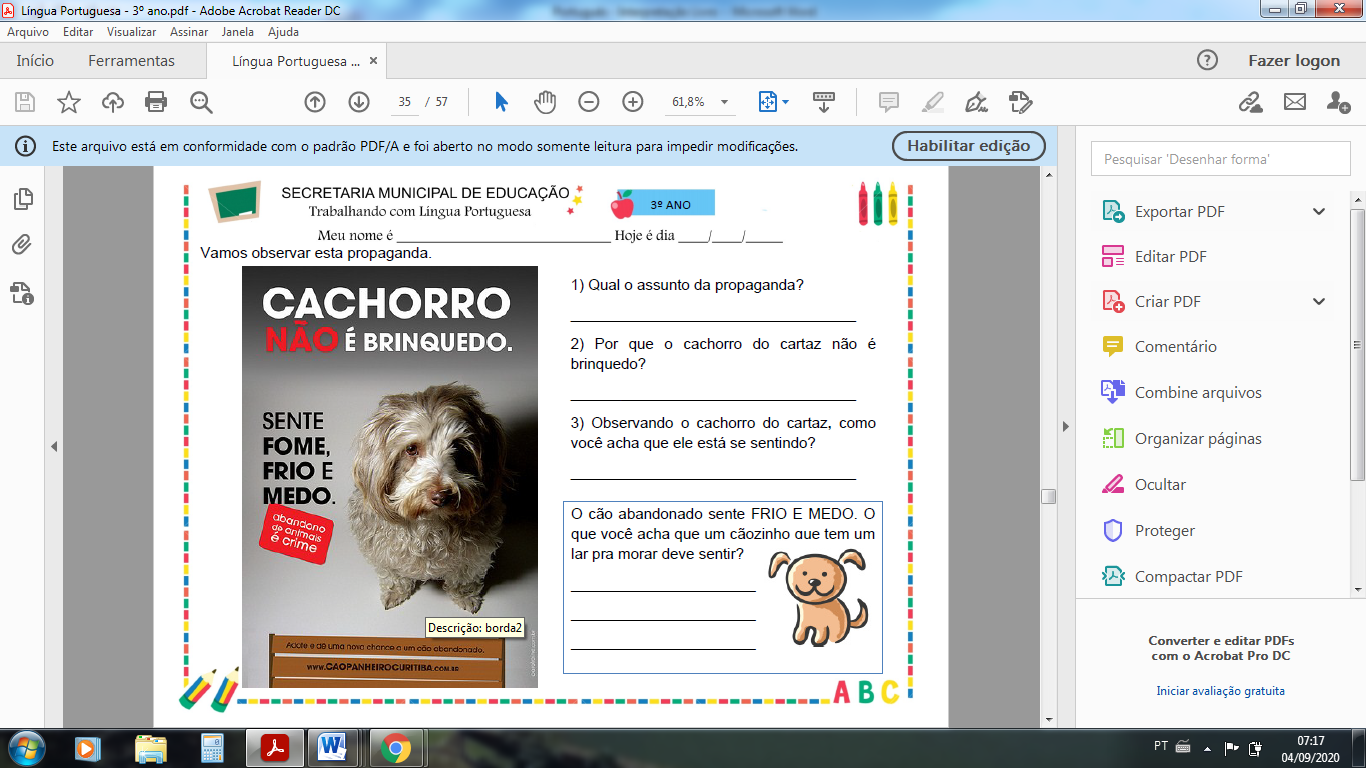 Língua Portuguesa - 3º ano.pdf - Adobe Acrobat Reader DC
Arquivo Editar Visualizar Assinar Janela Ajuda
Início Ferramentas Língua Portuguesa ... × Fazer logon
35 / 57 61,8%
Este arquivo está em conformidade com o padrão PDF/A e foi aberto no modo somente leitura para impedir modificações. Habilitar edição
SECRETARIA MUNICIPAL DE EDUCAÇÃO
Trabalhando com Língua Portuguesa
3º ANO
Meu nome é ____________________________ Hoje é dia ____/____/_____
Vamos observar esta propaganda.
CACHORRO
NÃO É BRINQUEDO.
SENTE
FOME,
FRIO E
MEDO.
abandono
de animais
é crime
Descrição: borda2
Adote e dê uma nova chance a um cão abandonado.
www.CAOPANHEIROCURITIBA.com.br
1) Qual o assunto da propaganda?
2) Por que o cachorro do cartaz não é
brinquedo?
3) Observando o cachorro do cartaz, como
você acha que ele está se sentindo?
O cão abandonado sente FRIO E MEDO. O
que você acha que um cãozinho que tem um
lar pra morar deve sentir?
A B C
Pesquisar 'Desenhar forma'
Exportar PDF
Editar PDF
Criar PDF
Comentário
Combine arquivos
Organizar páginas
Ocultar
Proteger
Compactar PDF
Converter e editar PDFs
com o Acrobat Pro DC
Iniciar avaliação gratuita
PT
07:17
04/09/2020